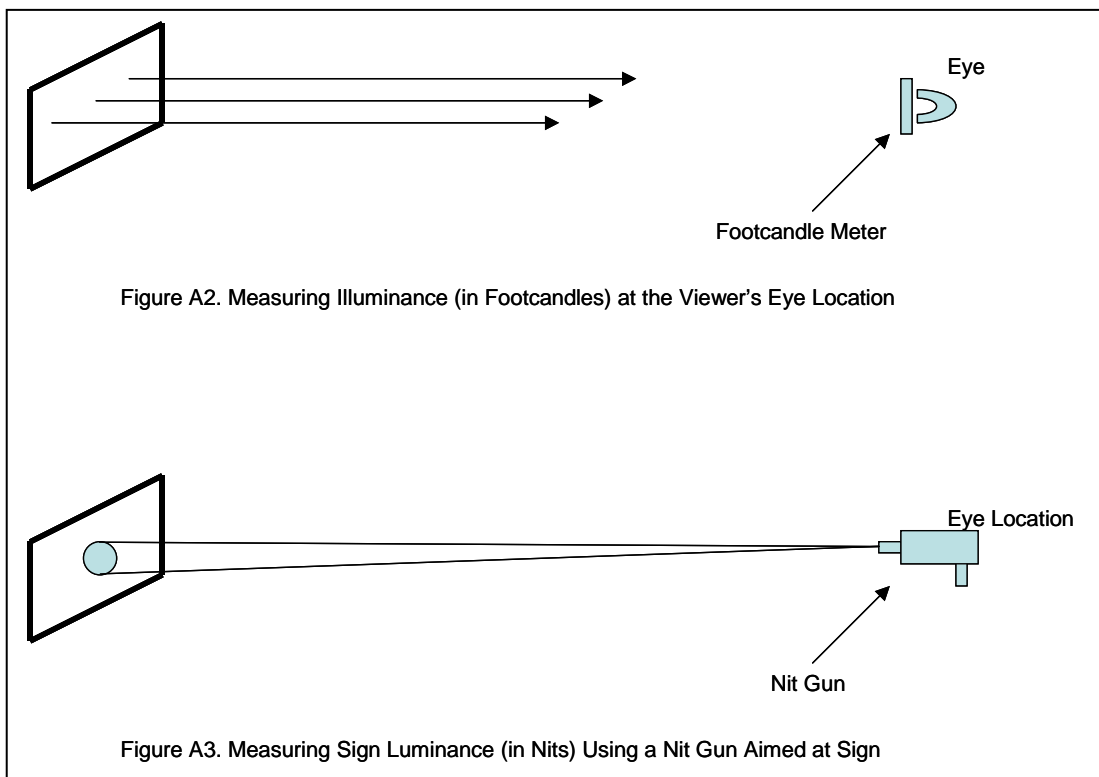 Eye
Footcandle Meter
Figure A2. Measuring Illuminance (in Footcandles) at the Viewer's Eye Location
Eye Location
Nit Gun
Figure A3. Measuring Sign Luminance (in Nits) Using a Nit Gun Aimed at Sign